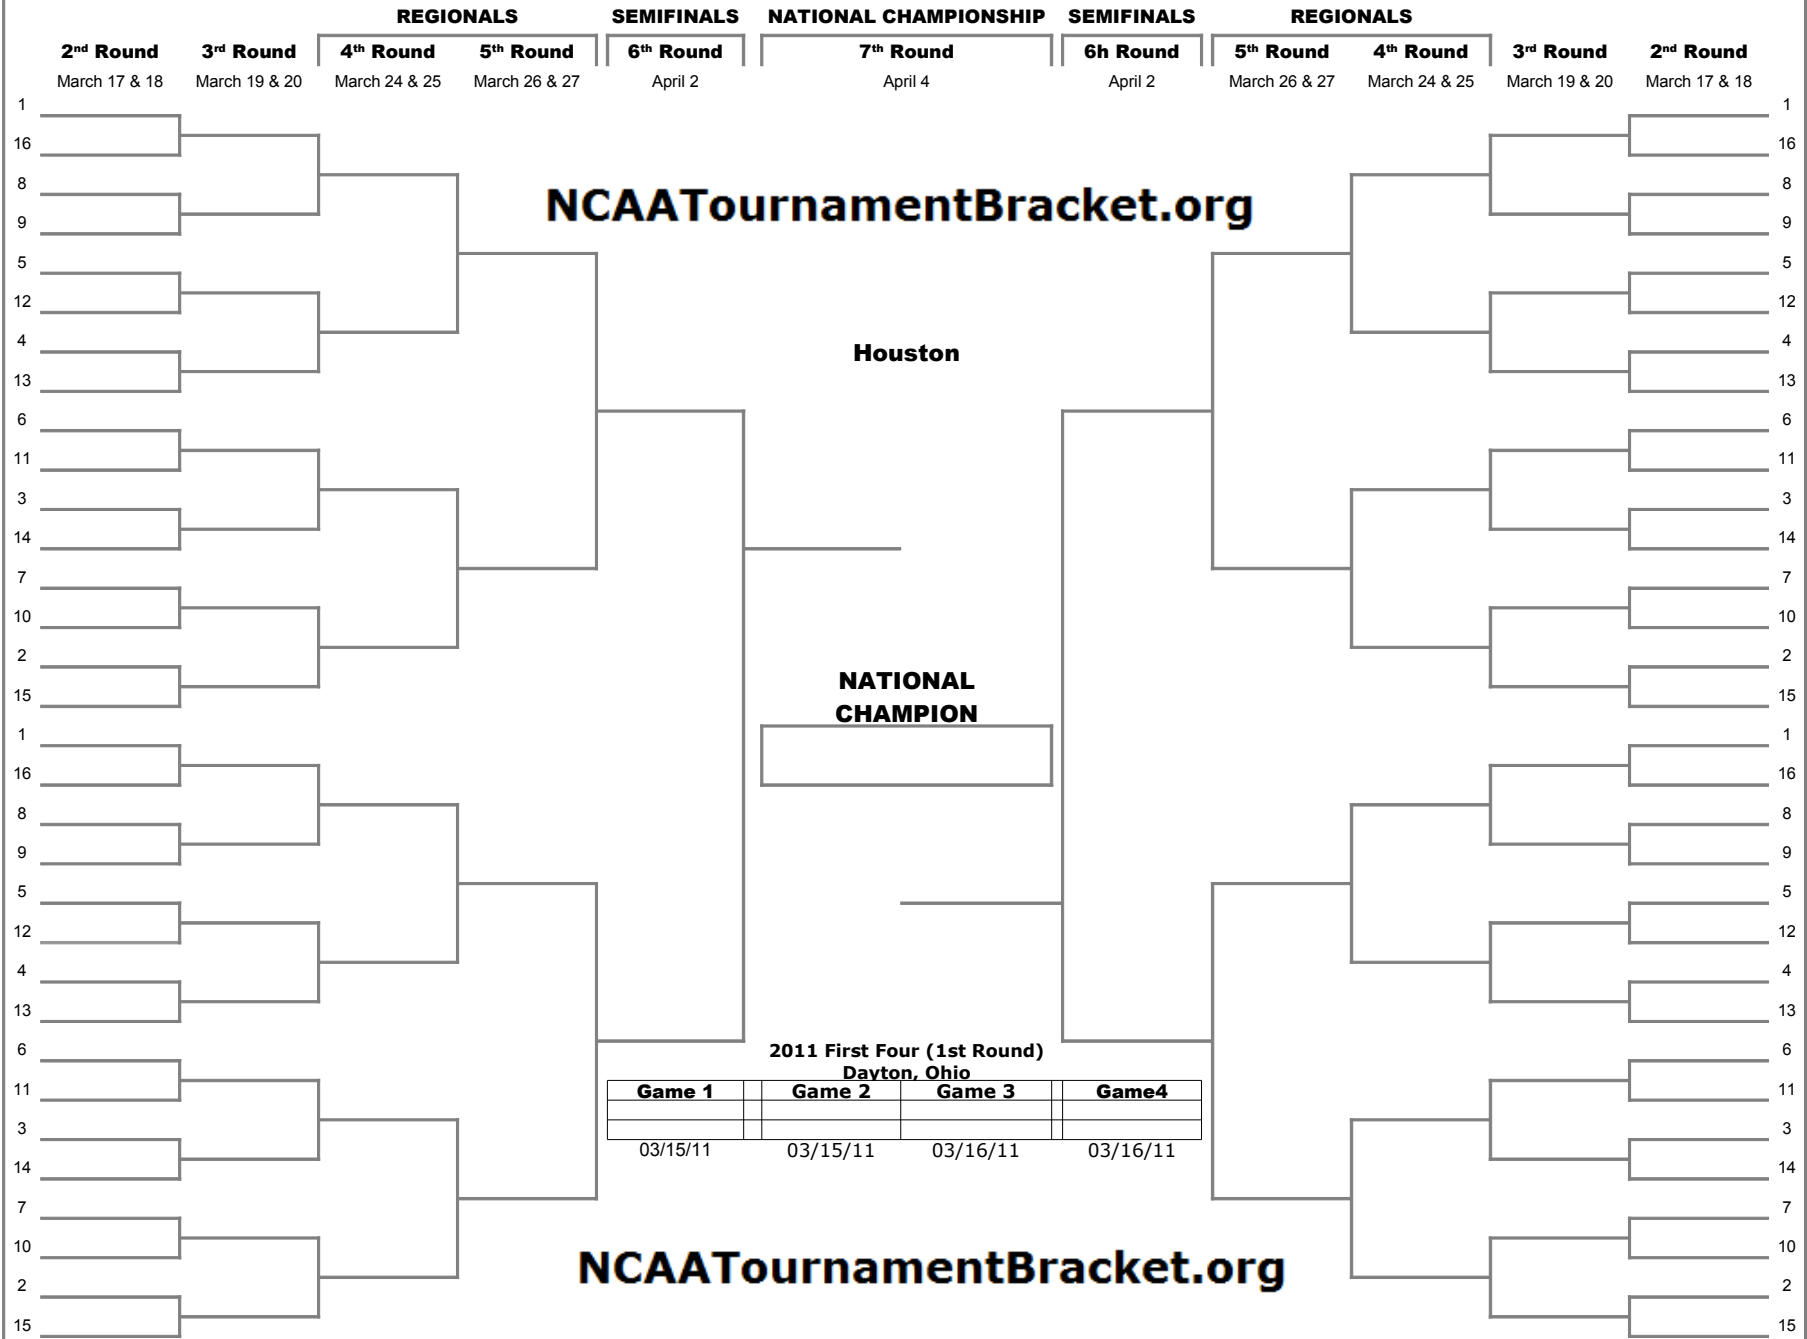 REGIONALS SEMIFINALS NATIONAL CHAMPIONSHIP SEMIFINALS REGIONALS
2nd Round 3rd Round 4th Round 5th Round 6th Round 7th Round 6h Round 5th Round 4th Round 3rd Round 2nd Round
March 17 & 18 March 19 & 20 March 24 & 25 March 26 & 27 April 2 April 4 April 2 March 26 & 27 March 24 & 25 March 19 & 20 March 17 & 18
1 1
16 16
8 8
NCAATournamentBracket.org
9 9
5 5
12 12
4 4
Houston
13 13
6 6
11 11
3 3
14 14
7 7
10 10
2 2
NATIONAL
15 15
CHAMPION
1 1
16 16
8 8
9 9
5 5
12 12
4 4
13 13
6 6
2011 First Four (1st Round)
Dayton, Ohio
11 Game 1 Game 2 Game 3 Game4 11
3 3
03/15/11 03/15/11 03/16/11 03/16/11
14 14
7 7
10 10
NCAATournamentBracket.org
2 2
15 15